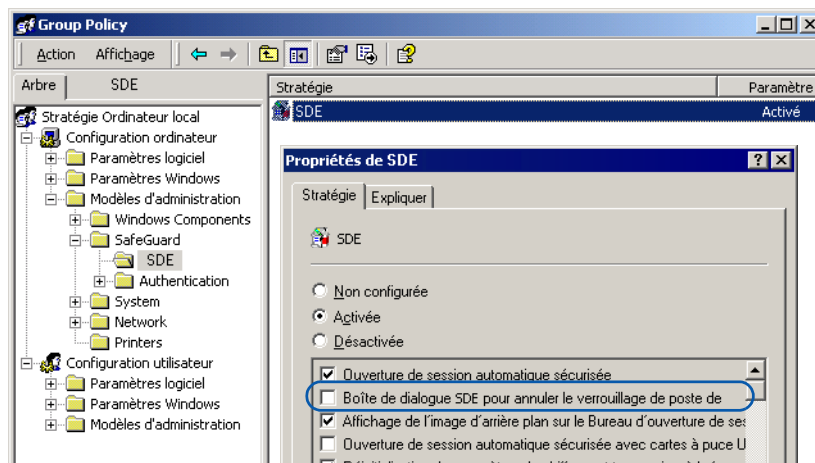 Group Policy
Action Affichage
Arbre SDE
Stratégie Ordinateur local
Configuration ordinateur
Paramètres logiciel
Paramètres Windows
Modèles d'administration
Windows Components
SafeGuard
SDE
Authentication
System
Network
Printers
Configuration utilisateur
Paramètres logiciel
Paramètres Windows
Modèles d'administration
Stratégie Paramètre
SDE Activé
Propriétés de SDE
Stratégie Expliquer
SDE
Non configurée
Activée
Désactivée
Ouverture de session automatique sécurisée
Boîte de dialogue SDE pour annuler le verrouillage de poste de
Affichage de l'image d'arrière plan sur le Bureau d'ouverture de
Ouverture de session automatique sécurisée avec cartes à puce